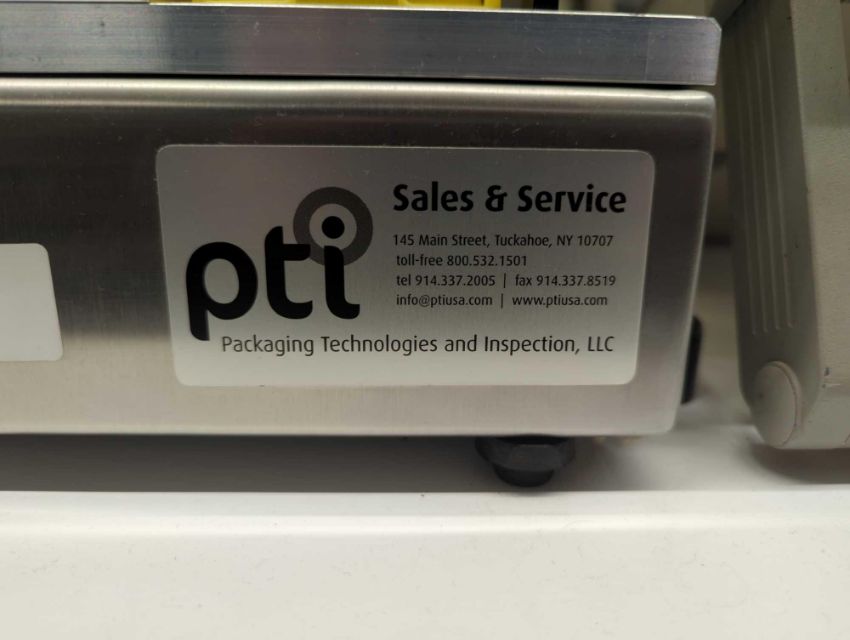 pti
Sales & Service
145 Main Street, Tuckahoe, NY 10707
toll-free 800.532.1501
tel 914.337.2005 | fax 914.337.8519
info@ptiusa.com | www.ptiusa.com
Packaging Technologies and Inspection, LLC